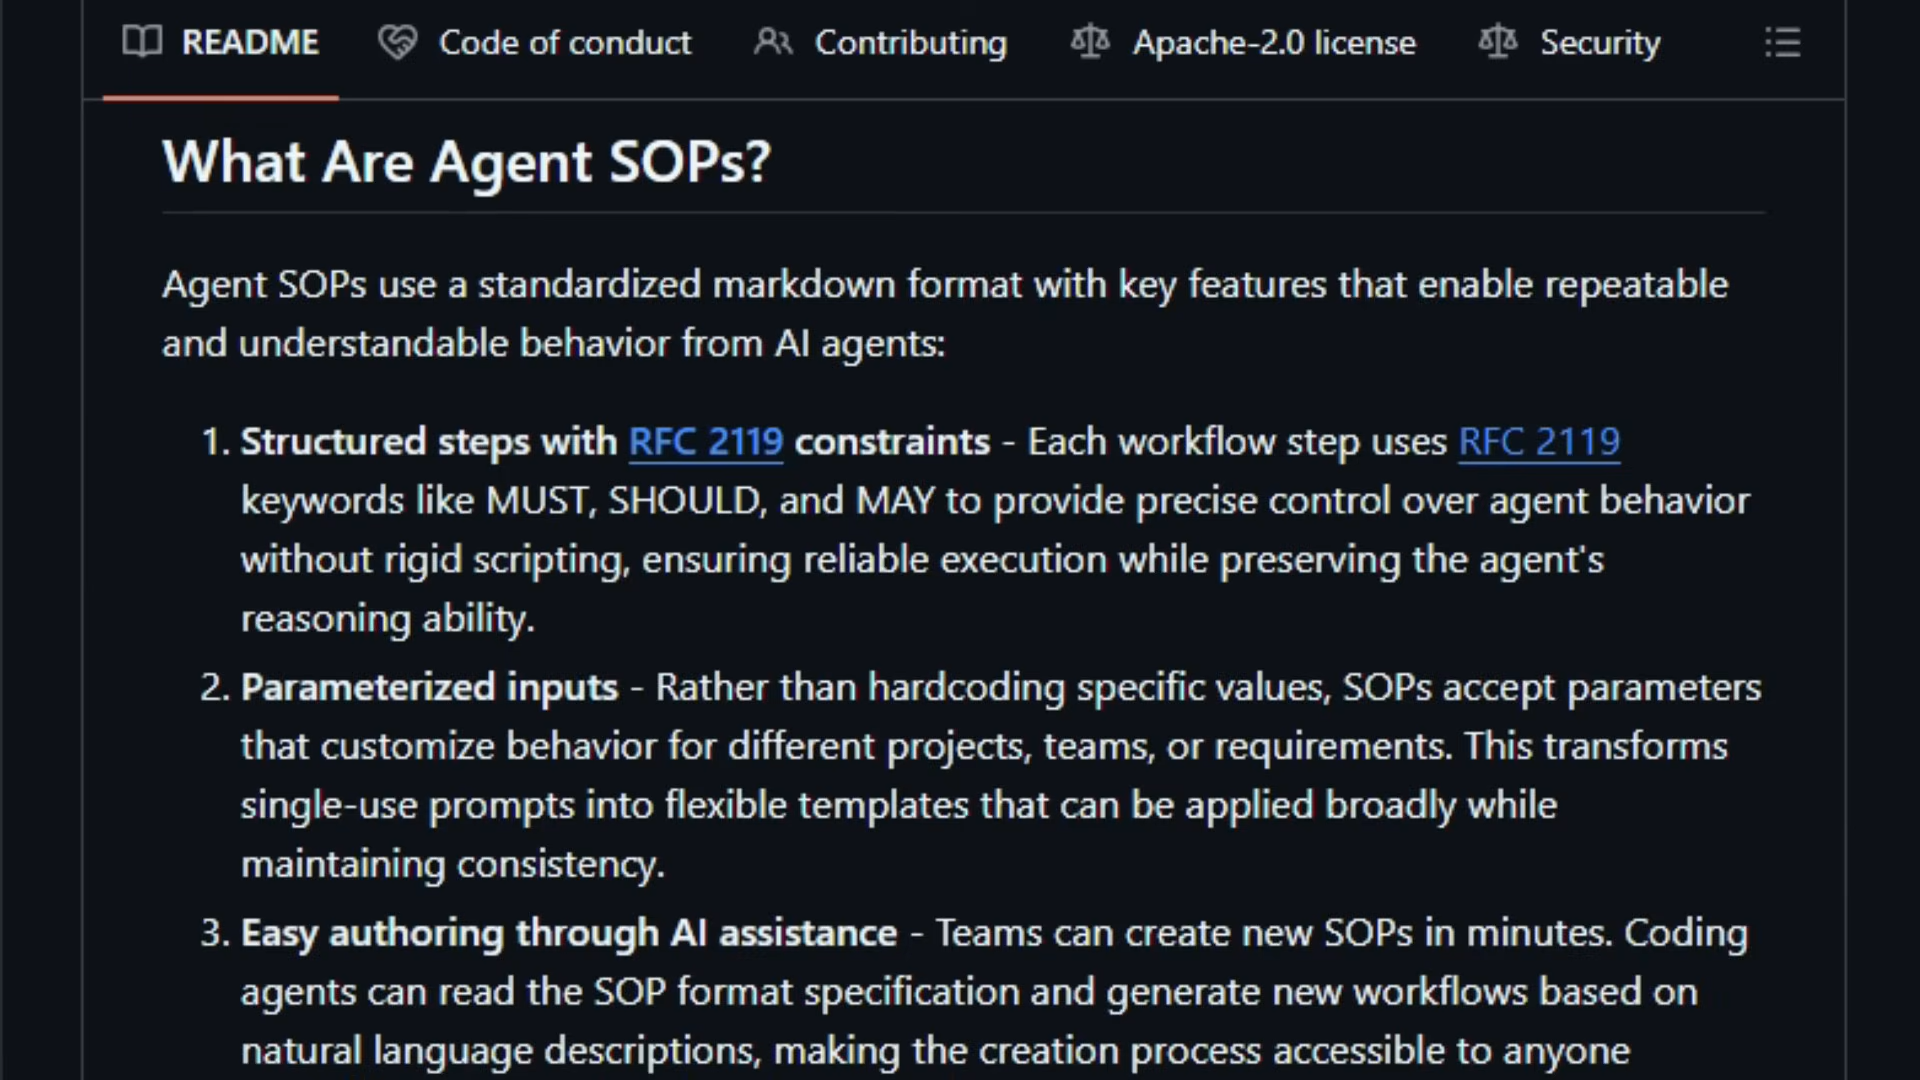 README Code of conduct Contributing Apache-2.0 license Security
What Are Agent SOPs?
Agent SOPs use a standardized markdown format with key features that enable repeatable
and understandable behavior from AI agents:
1. Structured steps with RFC 2119 constraints - Each workflow step uses RFC 2119
keywords like MUST, SHOULD, and MAY to provide precise control over agent behavior
without rigid scripting, ensuring reliable execution while preserving the agent's
reasoning ability.
2. Parameterized inputs - Rather than hardcoding specific values, SOPs accept parameters
that customize behavior for different projects, teams, or requirements. This transforms
single-use prompts into flexible templates that can be applied broadly while
maintaining consistency.
3. Easy authoring through AI assistance - Teams can create new SOPs in minutes. Coding
agents can read the SOP format specification and generate new workflows based on
natural language descriptions, making the creation process accessible to anyone